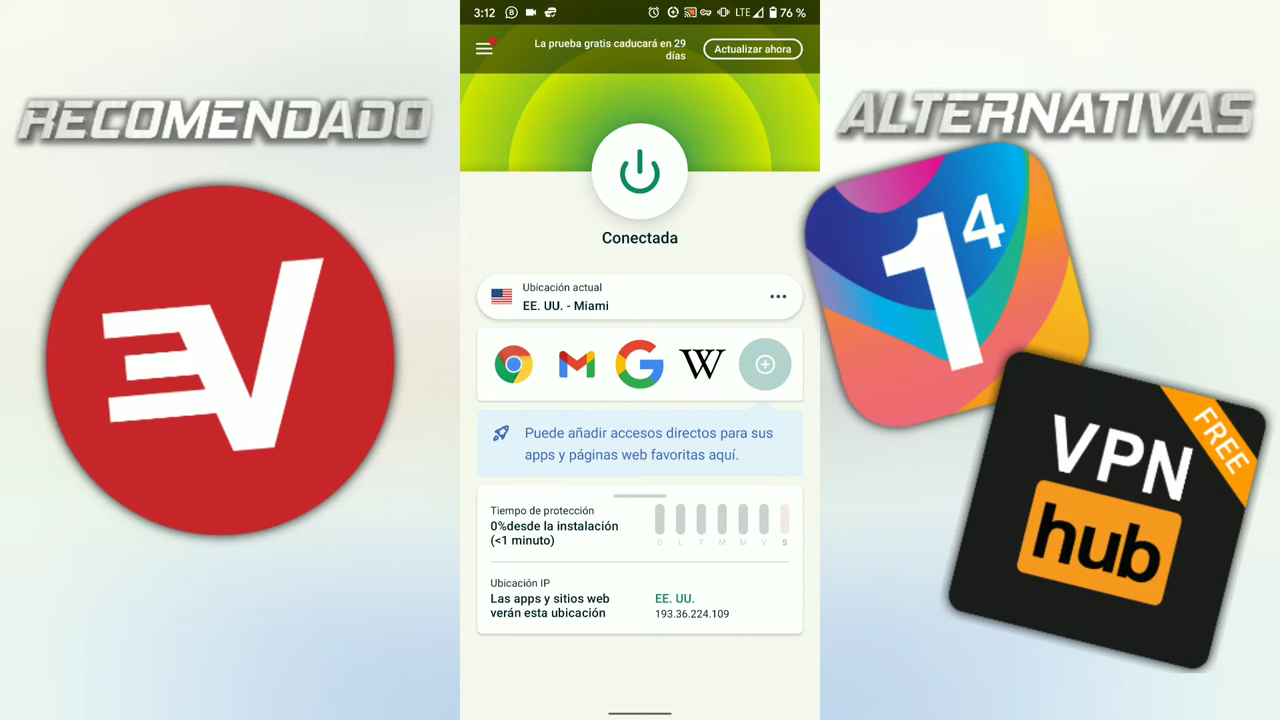 3:12
LTE
76 %
La prueba gratis caducará en 29
días
Actualizar ahora
RECOMENDADO
ALTERNATIVAS
EV
Conectada
Ubicación actual
EE. UU. - Miami
W
Puede añadir accesos directos para sus
apps y páginas web favoritas aquí.
Tiempo de protección
0%desde la instalación
(<1 minuto)
D L T M M V S
Ubicación IP
Las apps y sitios web
verán esta ubicación
EE. UU.
193.36.224.109
1⁴
VPN
hub
FREE